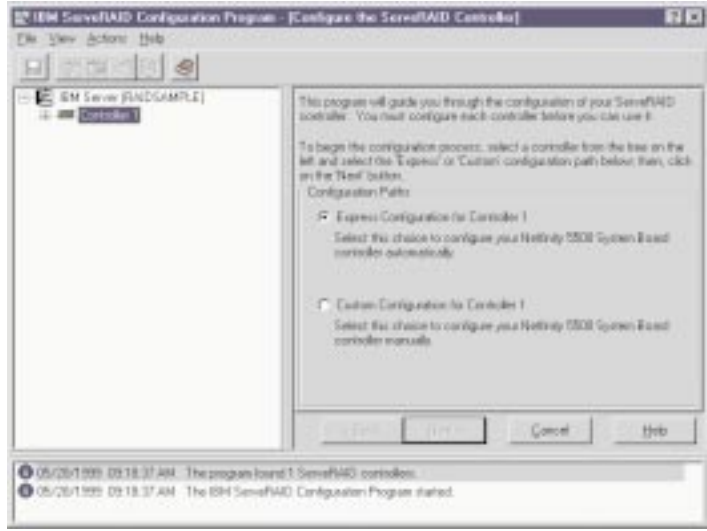 IBM ServeRAID Configuration Program - [Configure the ServeRAID Controller]
File View Actions Help
IBM Server [RAIDSAMPLE]
Controller 1
This program will guide you through the configuration of your ServeRAID
controller. You must configure each controller before you can use it.
To begin the configuration process, select a controller from the tree on the
left and select the 'Express' or 'Custom' configuration path below; then, click
on the 'Next' button.
Configuration Paths
Express Configuration for Controller 1
Select this choice to configure your Netfinity 5500 System Board
controller automatically.
Custom Configuration for Controller 1
Select this choice to configure your Netfinity 5500 System Board
controller manually.
Cancel
Help
05/28/1999 09:18:37 AM The program found 1 ServeRAID controllers.
05/28/1999 09:18:37 AM The IBM ServeRAID Configuration Program started.